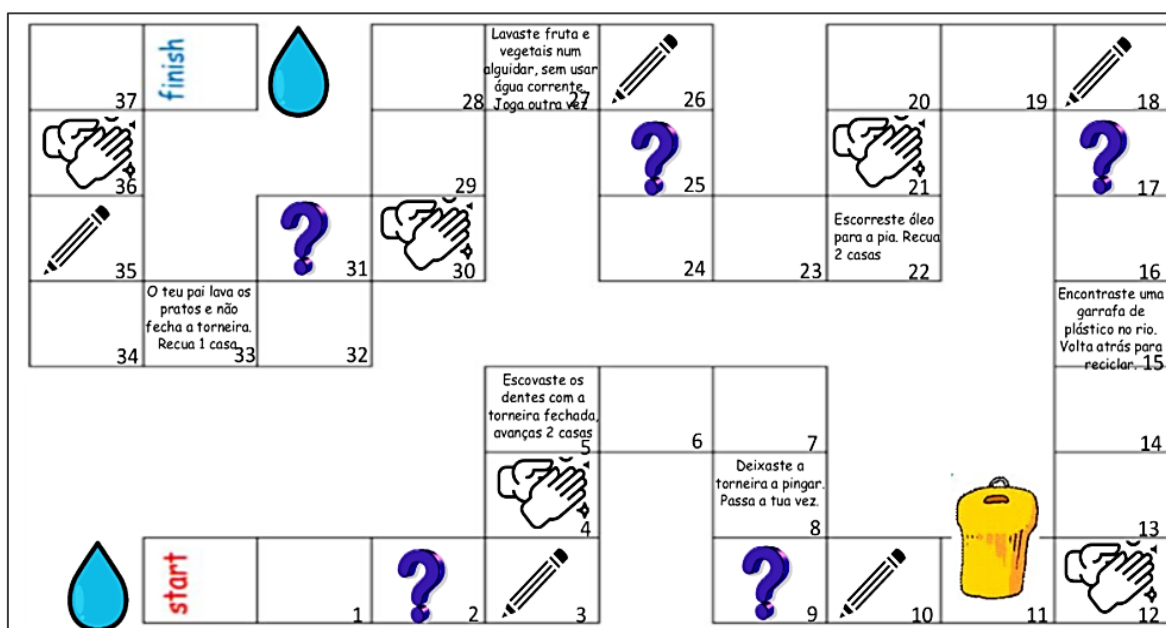 Lavaste fruta e
vegetais num
alguidar, sem usar
água corrente.
Joga outra vez
37
finish
28
27
26
20
19
18
36
29
25
21
17
35
31
30
24
23
Escorreste óleo
para a pia. Recua
2 casas
22
16
34
O teu pai lava os
pratos e não
fecha a torneira.
Recua 1 casa.
33
32
Encontraste uma
garrafa de
plástico no rio.
Volta atrás para
reciclar. 15
Escovaste os
dentes com a
torneira fechada,
avanças 2 casas
5
6
7
14
4
Deixaste a
torneira a pingar.
Passa a tua vez.
8
13
start
1
2
3
9
10
11
12